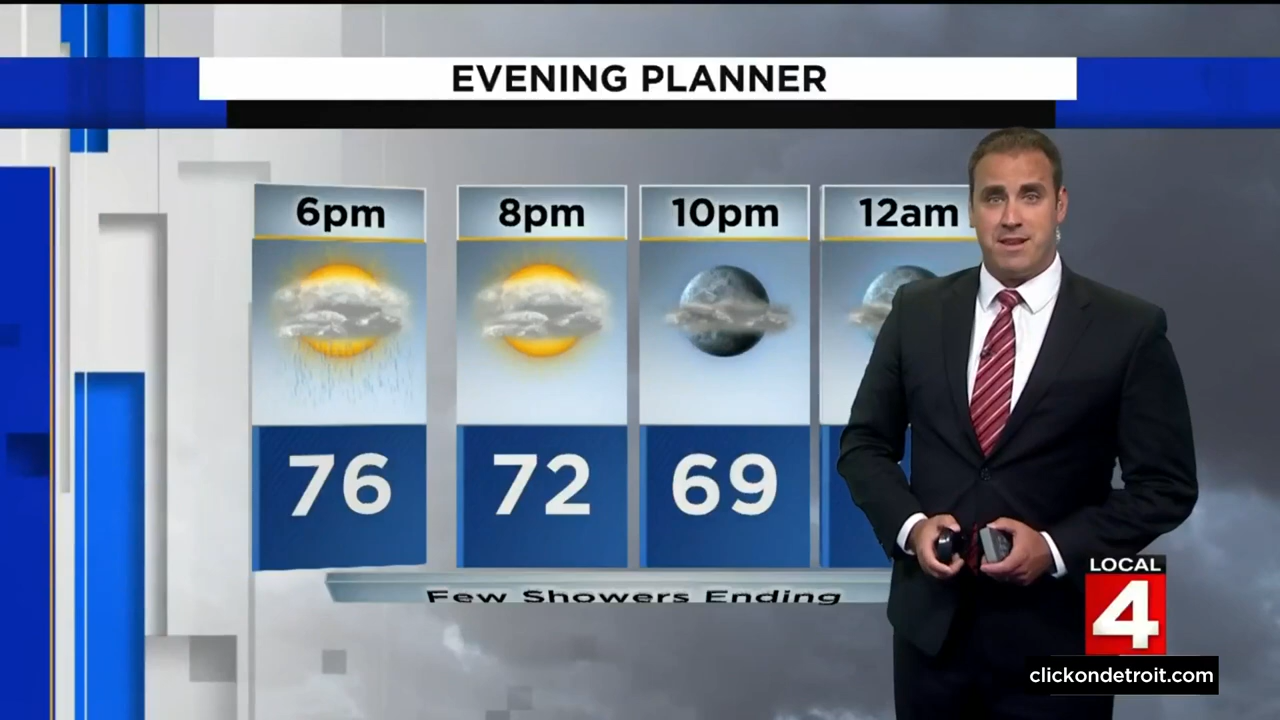 EVENING PLANNER
6pm 8pm 10pm 12am
76 72 69
Few Showers Ending
LOCAL
4
clickondetroit.com